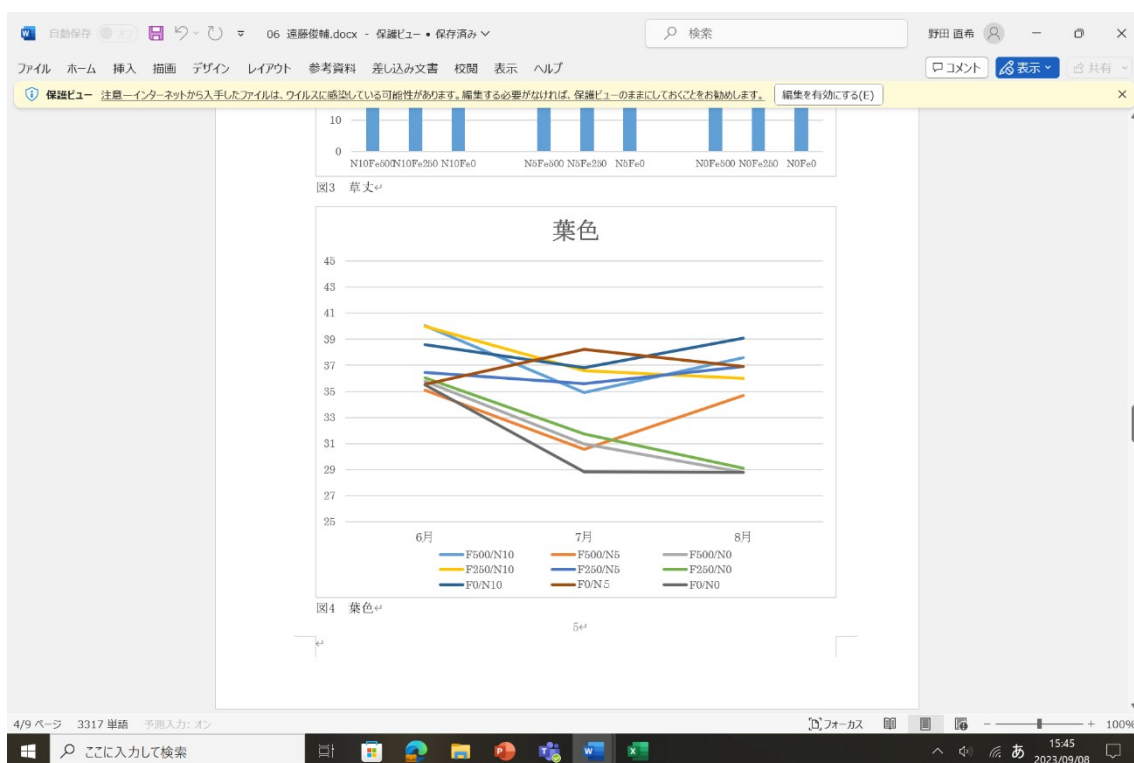 自動保存 オフ 06 遠藤俊輔.docx - 保護ビュー • 保存済み 検索 野田 直希
ファイル ホーム 挿入 描画 デザイン レイアウト 参考資料 差し込み文書 校閲 表示 ヘルプ コメント 表示 共有
保護ビュー 注意―インターネットから入手したファイルは、ウイルスに感染している可能性があります。編集する必要がなければ、保護ビューのままにしておくことをお勧めします。 編集を有効にする(E)
10
0
N10Fe500 N10Fe250 N10Fe0 N5Fe500 N5Fe250 N5Fe0 N0Fe500 N0Fe250 N0Fe0
図3 草丈
葉色
45
43
41
39
37
35
33
31
29
27
25
6月 7月 8月
F500/N10 F500/N5 F500/N0
F250/N10 F250/N5 F250/N0
F0/N10 F0/N5 F0/N0
図4 葉色
5
4/9 ページ 3317 単語 予測入力: オン フォーカス 100%
ここに入力して検索 あ 15:45
2023/09/08